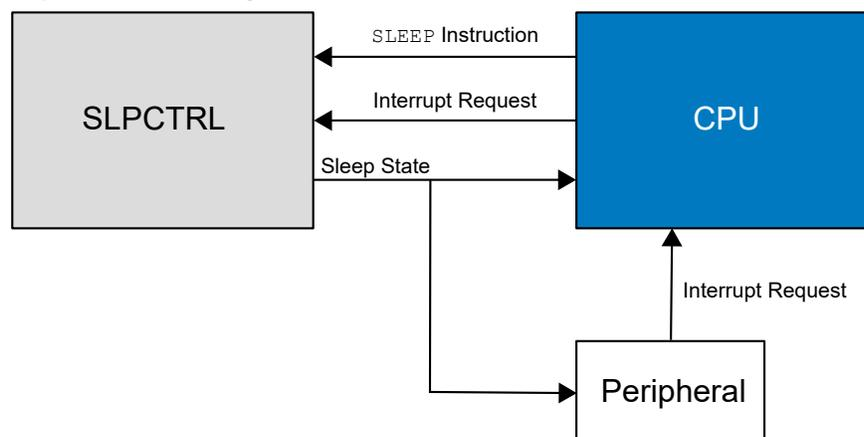 SLEEP Instruction
SLPCTRL
Interrupt Request
CPU
Sleep State
Interrupt Request
Peripheral